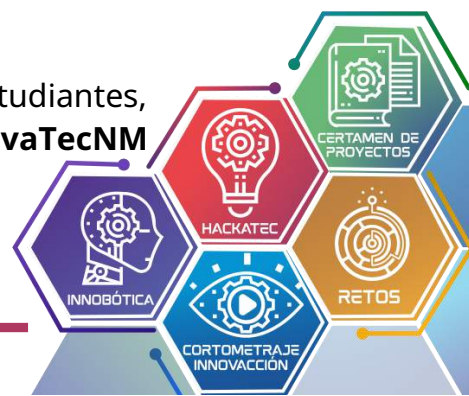 tudiantes,
vaTecNM
CERTAMEN DE
PROYECTOS
HACKATEC
INNOBÓTICA
RETOS
CORTOMETRAJE
INNOVACCIÓN